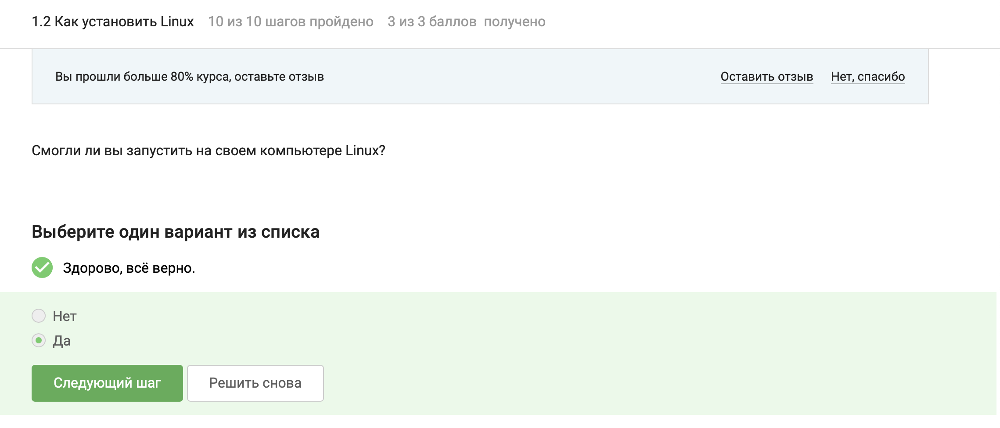 1.2 Как установить Linux 10 из 10 шагов пройдено 3 из 3 баллов получено
Вы прошли больше 80% курса, оставьте отзыв Оставить отзыв Нет, спасибо
Смогли ли вы запустить на своем компьютере Linux?
Выберите один вариант из списка
Здорово, всё верно.
Нет
Да
Следующий шаг Решить снова